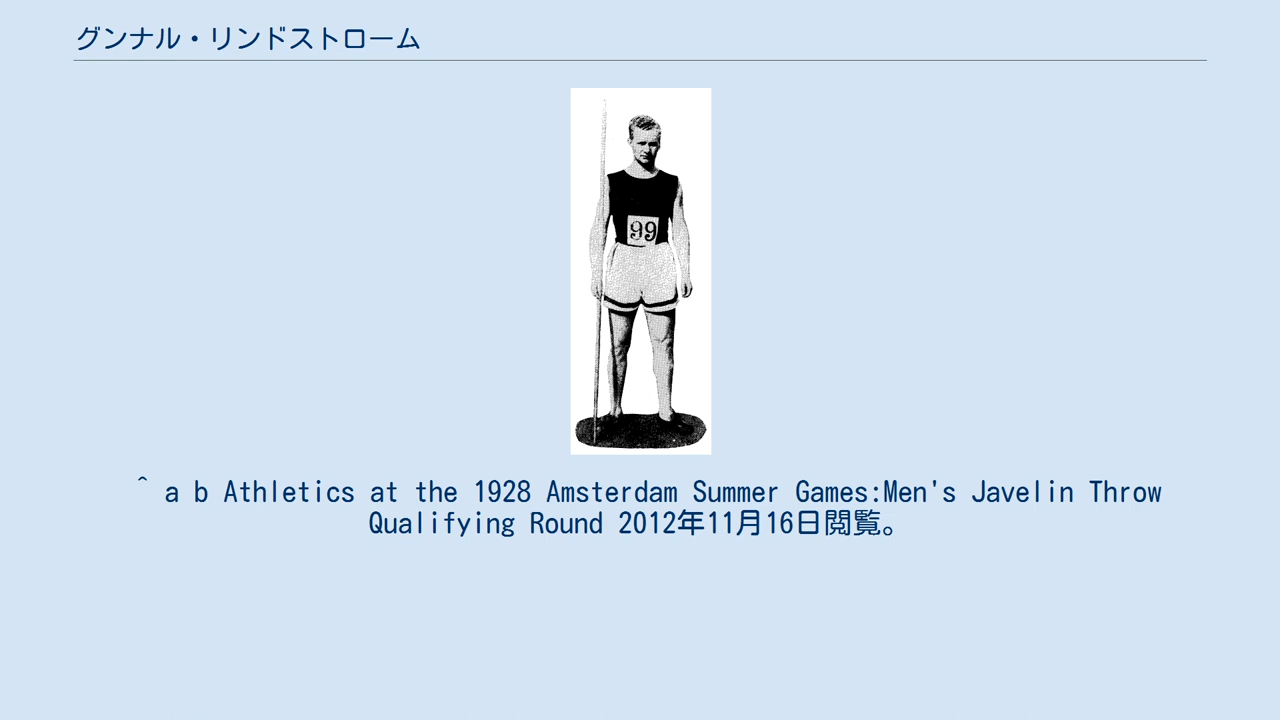 グンナル・リンドストローム
99
^ a b Athletics at the 1928 Amsterdam Summer Games:Men's Javelin Throw
Qualifying Round 2012年11月16日閲覧。